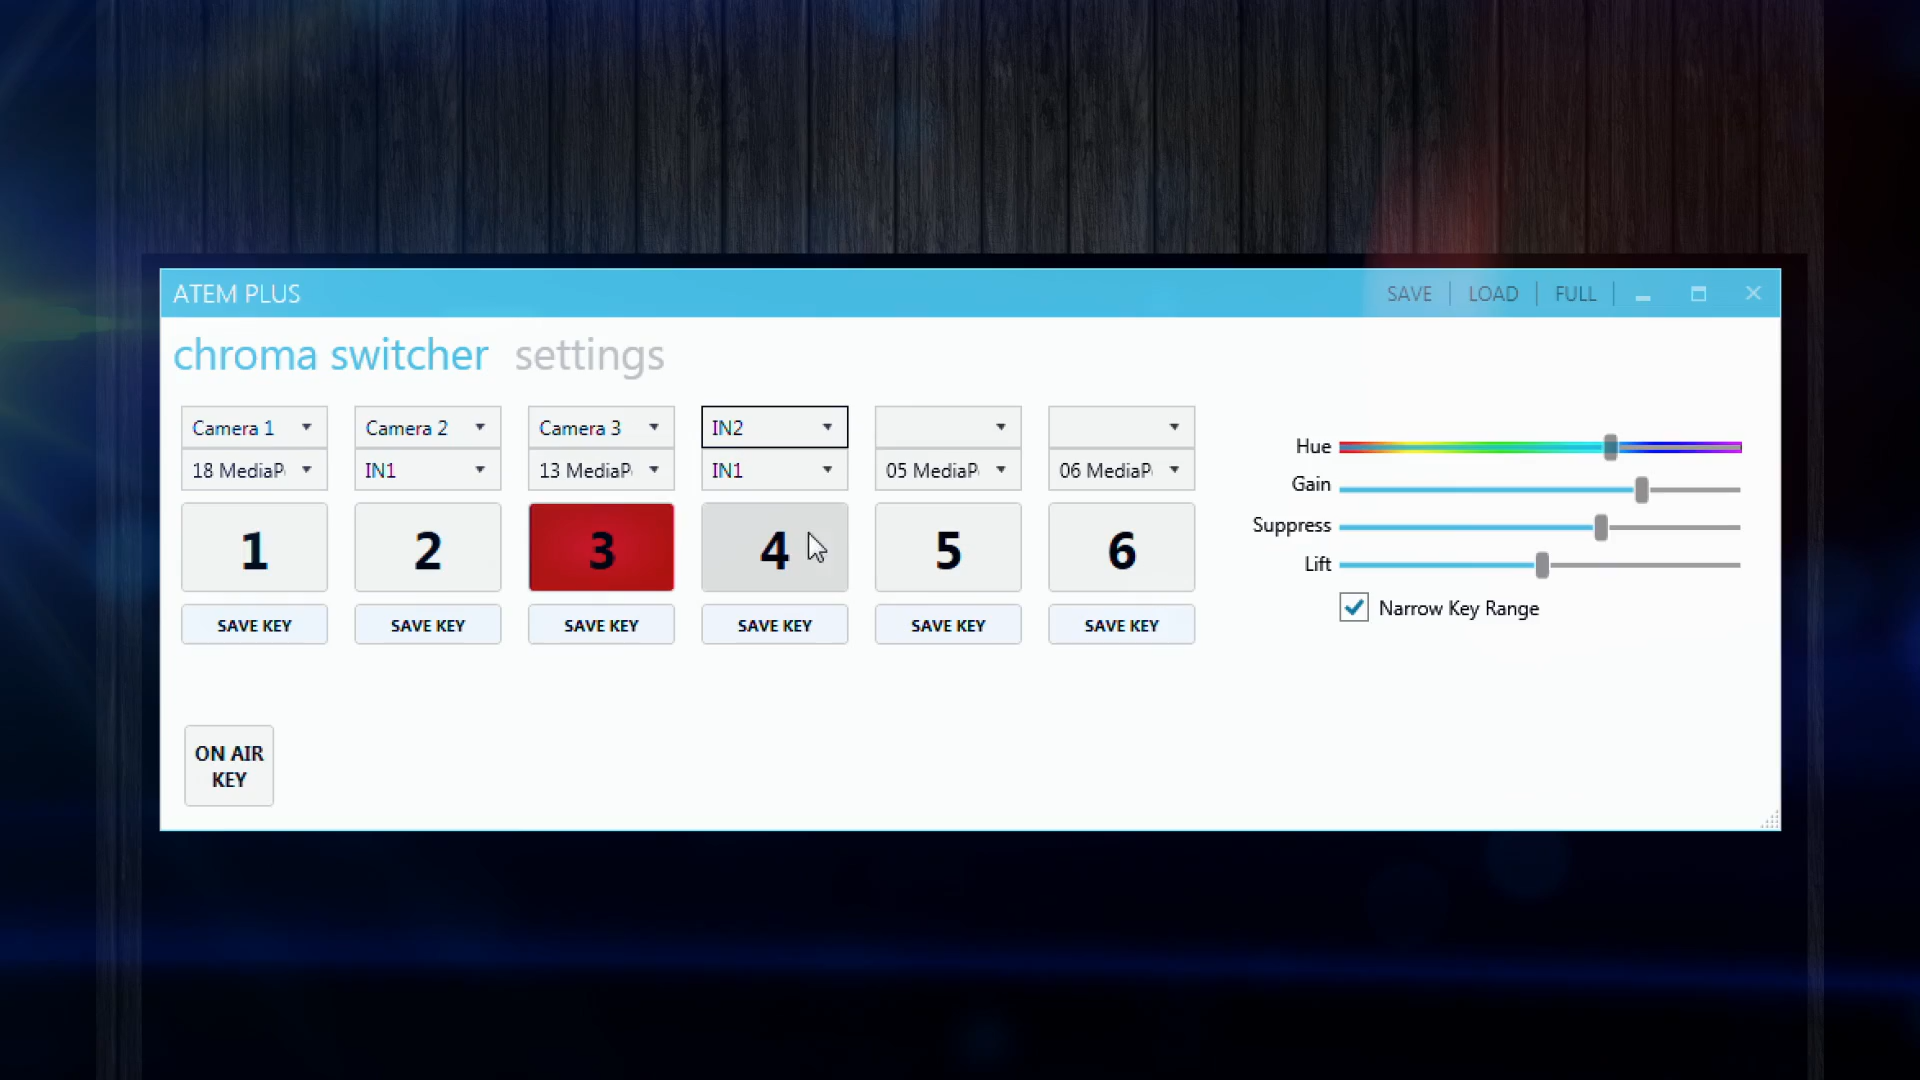 ATEM PLUS
SAVE
LOAD
FULL
chroma switcher settings
Camera 1
Camera 2
Camera 3
IN2
18 MediaP
IN1
13 MediaP
IN1
05 MediaP
06 MediaP
1
2
3
4
5
6
SAVE KEY
SAVE KEY
SAVE KEY
SAVE KEY
SAVE KEY
SAVE KEY
Hue
Gain
Suppress
Lift
Narrow Key Range
ON AIR
KEY